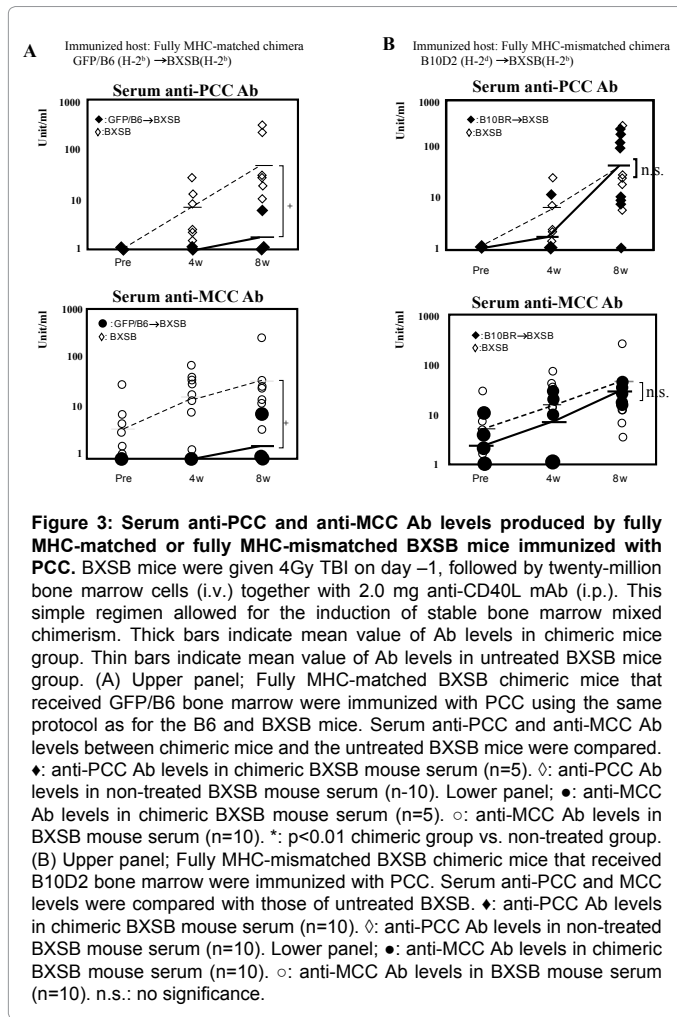 A
Immunized host: Fully MHC-matched chimera
GFP/B6 (H-2ᵇ) →BXSB(H-2ᵇ)
Serum anti-PCC Ab
Unit/ml
1000
100
10
1
◆: GFP/B6→BXSB
◇:BXSB
+
Pre
4w
8w
Serum anti-MCC Ab
Unit/ml
1000
100
10
1
●: GFP/B6→BXSB
◇: BXSB
+
Pre
4w
8w
B
Immunized host: Fully MHC-mismatched chimera
B10D2 (H-2ᵈ) →BXSB(H-2ᵇ)
Serum anti-PCC Ab
Unit/ml
1000
100
10
1
◆:B10BR→BXSB
◇:BXSB
n.s.
Pre
4w
8w
Serum anti-MCC Ab
Unit/ml
1000
100
10
1
◆:B10BR→BXSB
◇:BXSB
n.s.
Pre
4w
8w
Figure 3: Serum anti-PCC and anti-MCC Ab levels produced by fully
MHC-matched or fully MHC-mismatched BXSB mice immunized with
PCC. BXSB mice were given 4Gy TBI on day –1, followed by twenty-million
bone marrow cells (i.v.) together with 2.0 mg anti-CD40L mAb (i.p.). This
simple regimen allowed for the induction of stable bone marrow mixed
chimerism. Thick bars indicate mean value of Ab levels in chimeric mice
group. Thin bars indicate mean value of Ab levels in untreated BXSB mice
group. (A) Upper panel; Fully MHC-matched BXSB chimeric mice that
received GFP/B6 bone marrow were immunized with PCC using the same
protocol as for the B6 and BXSB mice. Serum anti-PCC and anti-MCC Ab
levels between chimeric mice and the untreated BXSB mice were compared.
♦: anti-PCC Ab levels in chimeric BXSB mouse serum (n=5). ◊: anti-PCC Ab
levels in non-treated BXSB mouse serum (n-10). Lower panel; ●: anti-MCC
Ab levels in chimeric BXSB mouse serum (n=5). ○: anti-MCC Ab levels in
BXSB mouse serum (n=10). *: p<0.01 chimeric group vs. non-treated group.
(B) Upper panel; Fully MHC-mismatched BXSB chimeric mice that received
B10D2 bone marrow were immunized with PCC. Serum anti-PCC and MCC
levels were compared with those of untreated BXSB. ♦: anti-PCC Ab levels
in chimeric BXSB mouse serum (n=10). ◊: anti-PCC Ab levels in non-treated
BXSB mouse serum (n=10). Lower panel; ●: anti-MCC Ab levels in chimeric
BXSB mouse serum (n=10). ○: anti-MCC Ab levels in BXSB mouse serum
(n=10). n.s.: no significance.